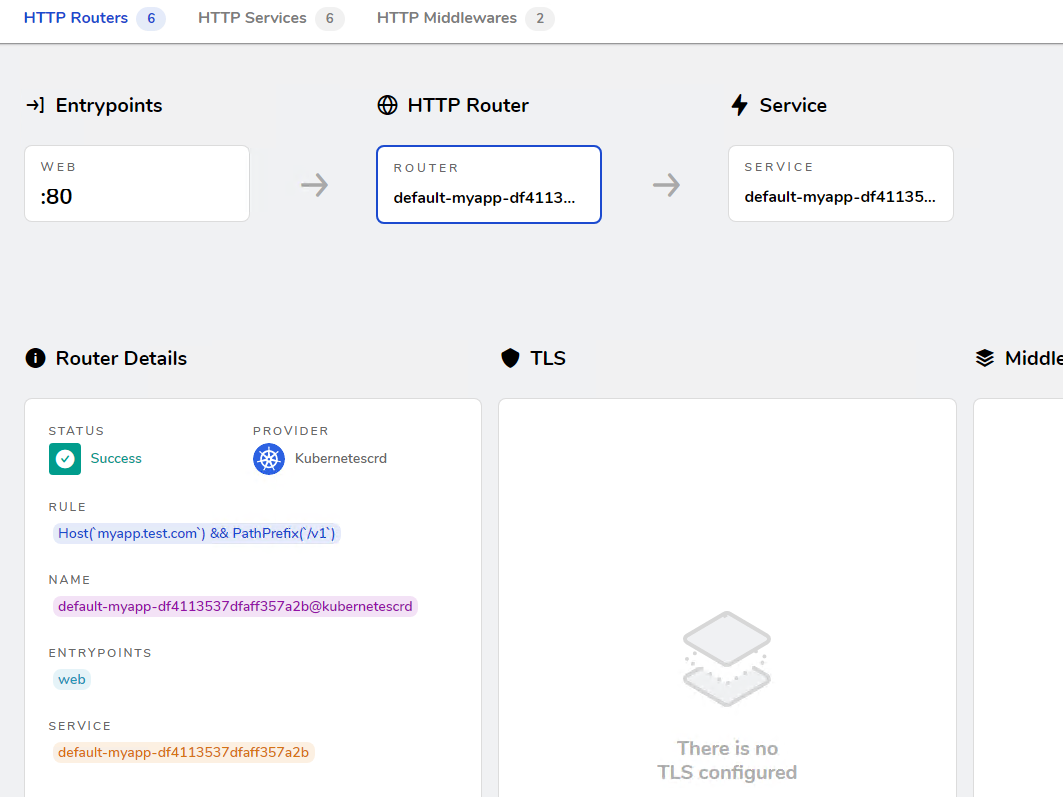 HTTP Routers 6 HTTP Services 6 HTTP Middlewares 2
Entrypoints
HTTP Router
Service
WEB
:80
ROUTER
default-myapp-df4113...
SERVICE
default-myapp-df41135...
Router Details
TLS
Middle
STATUS
Success
PROVIDER
Kubernetescrd
RULE
Host(`myapp.test.com`) && PathPrefix(`/v1`)
NAME
default-myapp-df4113537dfaff357a2b@kubernetescrd
ENTRYPOINTS
web
SERVICE
default-myapp-df4113537dfaff357a2b
There is no
TLS configured